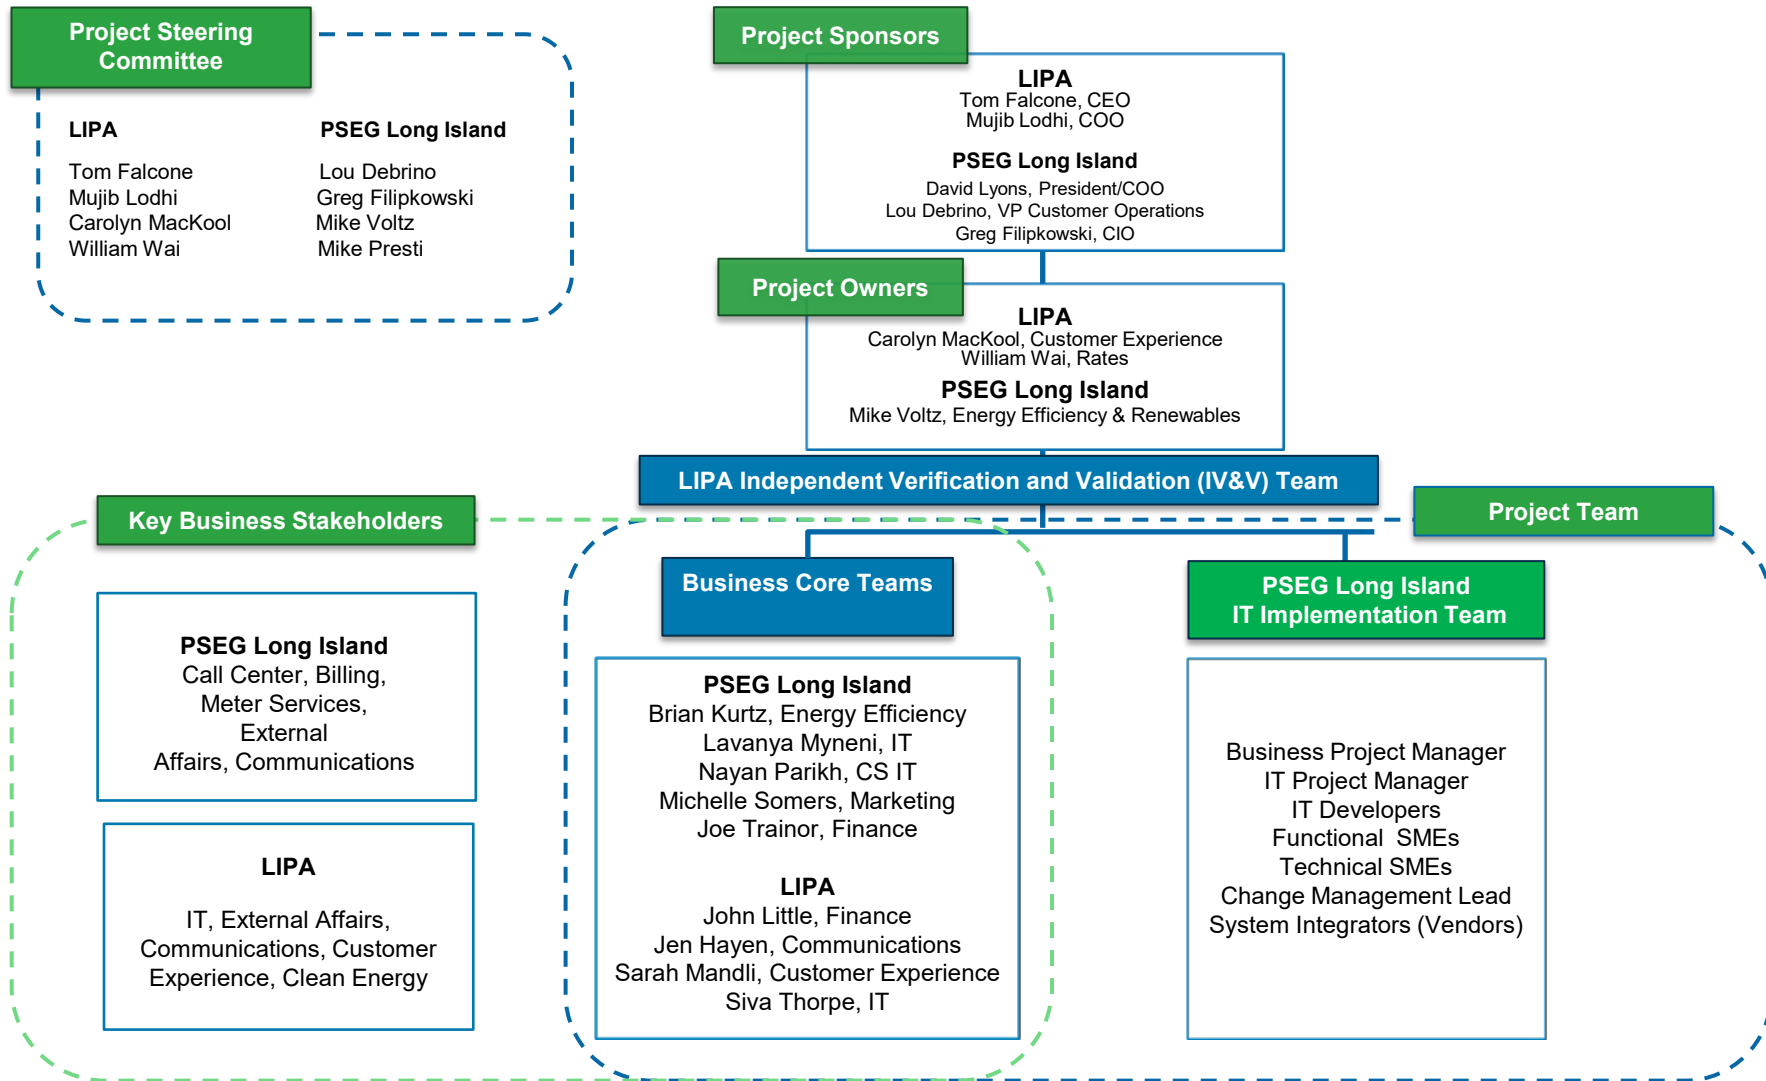 Project Steering
Committee
LIPA
Tom Falcone
Mujib Lodhi
Carolyn MacKool
William Wai
PSEG Long Island
Lou Debrino
Greg Filipkowski
Mike Voltz
Mike Presti
Project Sponsors
LIPA
Tom Falcone, CEO
Mujib Lodhi, COO
PSEG Long Island
David Lyons, President/COO
Lou Debrino, VP Customer Operations
Greg Filipkowski, CIO
Project Owners
LIPA
Carolyn MacKool, Customer Experience
William Wai, Rates
PSEG Long Island
Mike Voltz, Energy Efficiency & Renewables
LIPA Independent Verification and Validation (IV&V) Team
Key Business Stakeholders
PSEG Long Island
Call Center, Billing,
Meter Services,
External
Affairs, Communications
LIPA
IT, External Affairs,
Communications, Customer
Experience, Clean Energy
Project Team
Business Core Teams
PSEG Long Island
Brian Kurtz, Energy Efficiency
Lavanya Myneni, IT
Nayan Parikh, CS IT
Michelle Somers, Marketing
Joe Trainor, Finance
LIPA
John Little, Finance
Jen Hayen, Communications
Sarah Mandli, Customer Experience
Siva Thorpe, IT
PSEG Long Island
IT Implementation Team
Business Project Manager
IT Project Manager
IT Developers
Functional SMEs
Technical SMEs
Change Management Lead
System Integrators (Vendors)